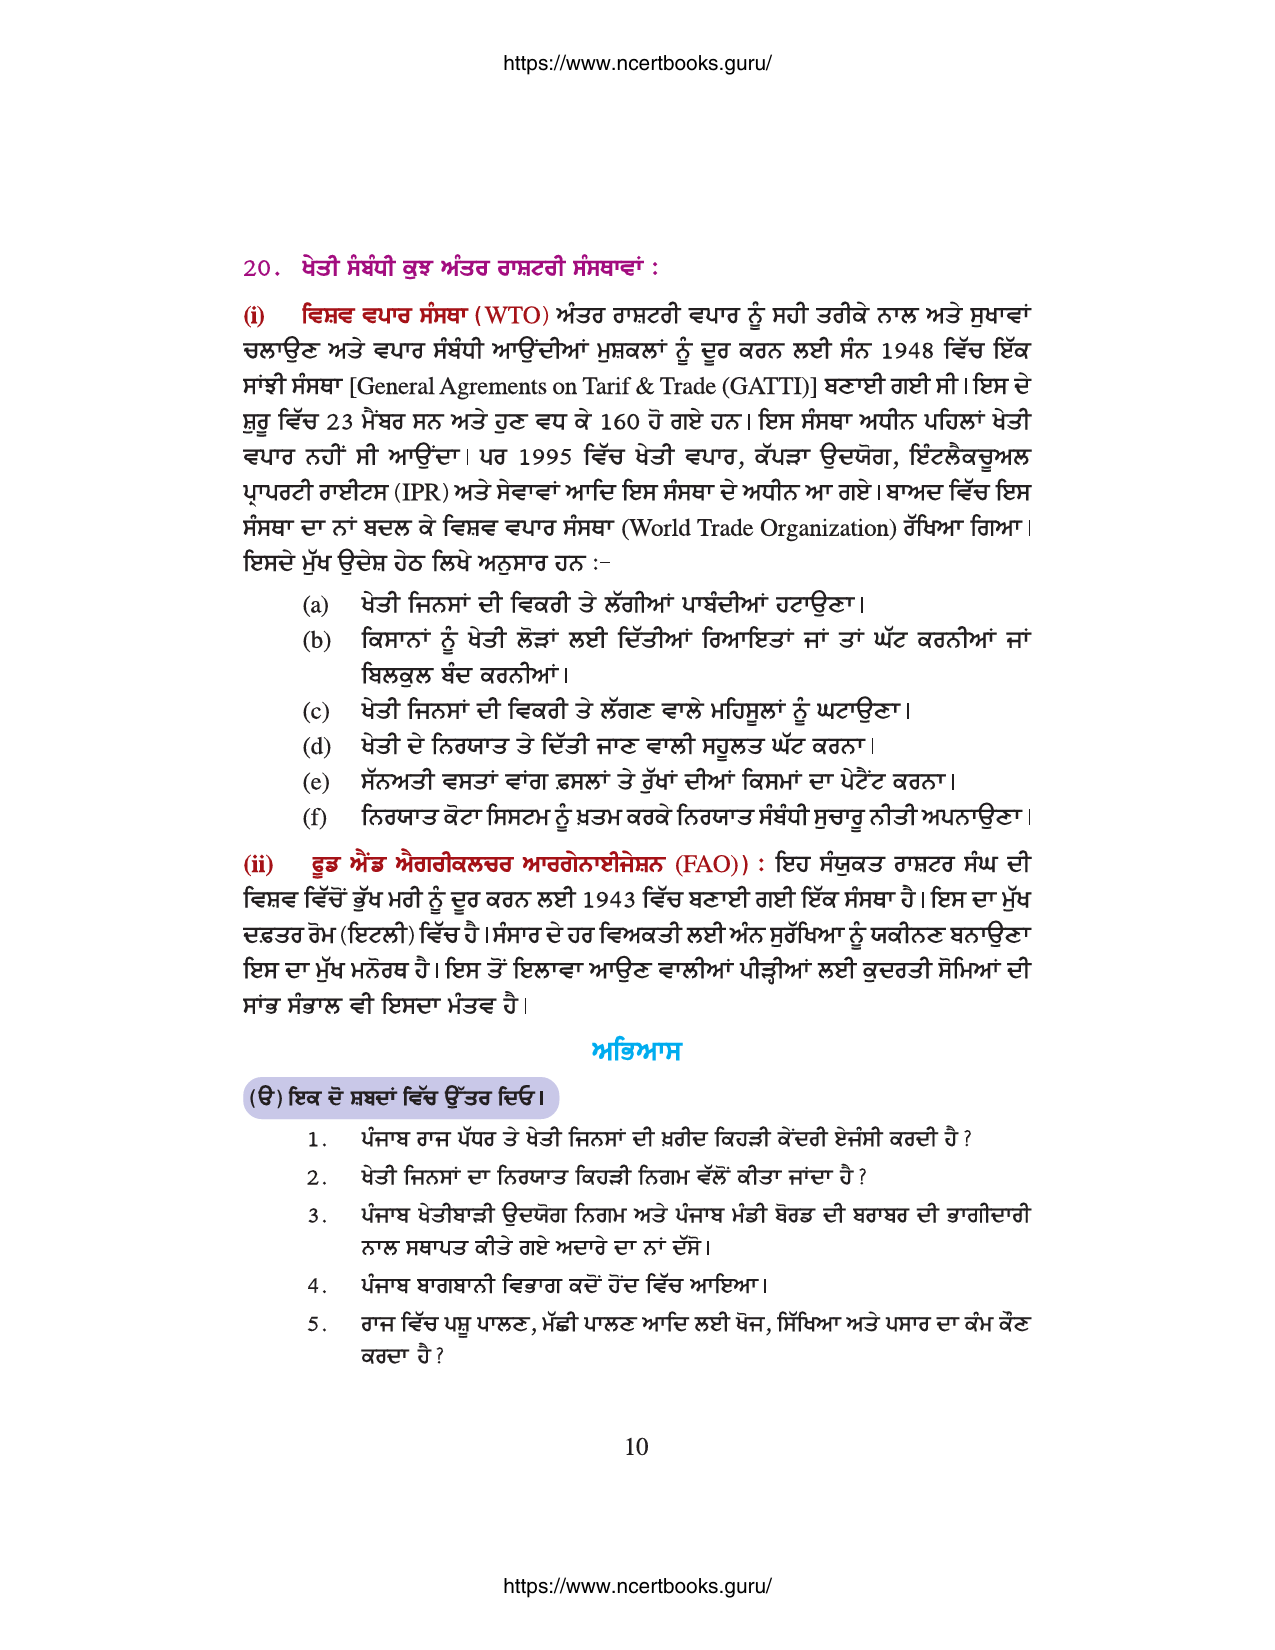 https://www.ncertbooks.guru/
20. ਖੇਤੀ ਸੰਬੰਧੀ ਕੁਝ ਅੰਤਰ ਰਾਸ਼ਟਰੀ ਸੰਸਥਾਵਾਂ :
(i) ਵਿਸ਼ਵ ਵਪਾਰ ਸੰਸਥਾ (WTO) ਅੰਤਰ ਰਾਸ਼ਟਰੀ ਵਪਾਰ ਨੂੰ ਸਹੀ ਤਰੀਕੇ ਨਾਲ ਅਤੇ ਸੁਖਾਵਾਂ
ਚਲਾਉਣ ਅਤੇ ਵਪਾਰ ਸੰਬੰਧੀ ਆਉਂਦੀਆਂ ਮੁਸ਼ਕਲਾਂ ਨੂੰ ਦੂਰ ਕਰਨ ਲਈ ਸੰਨ 1948 ਵਿੱਚ ਇੱਕ
ਸਾਂਝੀ ਸੰਸਥਾ [General Agrements on Tarif & Trade (GATTI)] ਬਣਾਈ ਗਈ ਸੀ। ਇਸ ਦੇ
ਸ਼ੁਰੂ ਵਿੱਚ 23 ਮੈਂਬਰ ਸਨ ਅਤੇ ਹੁਣ ਵਧ ਕੇ 160 ਹੋ ਗਏ ਹਨ। ਇਸ ਸੰਸਥਾ ਅਧੀਨ ਪਹਿਲਾਂ ਖੇਤੀ
ਵਪਾਰ ਨਹੀਂ ਸੀ ਆਉਂਦਾ। ਪਰ 1995 ਵਿੱਚ ਖੇਤੀ ਵਪਾਰ, ਕੱਪੜਾ ਉਦਯੋਗ, ਇੰਟਲੈਕਚੂਅਲ
ਪ੍ਰਾਪਰਟੀ ਰਾਈਟਸ (IPR) ਅਤੇ ਸੇਵਾਵਾਂ ਆਦਿ ਇਸ ਸੰਸਥਾ ਦੇ ਅਧੀਨ ਆ ਗਏ। ਬਾਅਦ ਵਿੱਚ ਇਸ
ਸੰਸਥਾ ਦਾ ਨਾਂ ਬਦਲ ਕੇ ਵਿਸ਼ਵ ਵਪਾਰ ਸੰਸਥਾ (World Trade Organization) ਰੱਖਿਆ ਗਿਆ।
ਇਸਦੇ ਮੁੱਖ ਉਦੇਸ਼ ਹੇਠ ਲਿਖੇ ਅਨੁਸਾਰ ਹਨ :-
(a) ਖੇਤੀ ਜਿਨਸਾਂ ਦੀ ਵਿਕਰੀ ਤੇ ਲੱਗੀਆਂ ਪਾਬੰਦੀਆਂ ਹਟਾਉਣਾ।
(b) ਕਿਸਾਨਾਂ ਨੂੰ ਖੇਤੀ ਲੋੜਾਂ ਲਈ ਦਿੱਤੀਆਂ ਰਿਆਇਤਾਂ ਜਾਂ ਤਾਂ ਘੱਟ ਕਰਨੀਆਂ ਜਾਂ
ਬਿਲਕੁਲ ਬੰਦ ਕਰਨੀਆਂ।
(c) ਖੇਤੀ ਜਿਨਸਾਂ ਦੀ ਵਿਕਰੀ ਤੇ ਲੱਗਣ ਵਾਲੇ ਮਹਿਸੂਲਾਂ ਨੂੰ ਘਟਾਉਣਾ।
(d) ਖੇਤੀ ਦੇ ਨਿਰਯਾਤ ਤੇ ਦਿੱਤੀ ਜਾਣ ਵਾਲੀ ਸਹੂਲਤ ਘੱਟ ਕਰਨਾ।
(e) ਸੱਨਅਤੀ ਵਸਤਾਂ ਵਾਂਗ ਫ਼ਸਲਾਂ ਤੇ ਰੁੱਖਾਂ ਦੀਆਂ ਕਿਸਮਾਂ ਦਾ ਪੇਟੈਂਟ ਕਰਨਾ।
(f) ਨਿਰਯਾਤ ਕੋਟਾ ਸਿਸਟਮ ਨੂੰ ਖ਼ਤਮ ਕਰਕੇ ਨਿਰਯਾਤ ਸੰਬੰਧੀ ਸੁਚਾਰੂ ਨੀਤੀ ਅਪਨਾਉਣਾ।
(ii) ਫੂਡ ਐਂਡ ਐਗਰੀਕਲਚਰ ਆਰਗੇਨਾਈਜੇਸ਼ਨ (FAO)) : ਇਹ ਸੰਯੁਕਤ ਰਾਸ਼ਟਰ ਸੰਘ ਦੀ
ਵਿਸ਼ਵ ਵਿੱਚੋਂ ਭੁੱਖ ਮਰੀ ਨੂੰ ਦੂਰ ਕਰਨ ਲਈ 1943 ਵਿੱਚ ਬਣਾਈ ਗਈ ਇੱਕ ਸੰਸਥਾ ਹੈ। ਇਸ ਦਾ ਮੁੱਖ
ਦਫ਼ਤਰ ਰੋਮ (ਇਟਲੀ) ਵਿੱਚ ਹੈ। ਸੰਸਾਰ ਦੇ ਹਰ ਵਿਅਕਤੀ ਲਈ ਅੰਨ ਸੁਰੱਖਿਆ ਨੂੰ ਯਕੀਨਣ ਬਨਾਉਣਾ
ਇਸ ਦਾ ਮੁੱਖ ਮਨੋਰਥ ਹੈ। ਇਸ ਤੋਂ ਇਲਾਵਾ ਆਉਣ ਵਾਲੀਆਂ ਪੀੜ੍ਹੀਆਂ ਲਈ ਕੁਦਰਤੀ ਸੋਮਿਆਂ ਦੀ
ਸਾਂਭ ਸੰਭਾਲ ਵੀ ਇਸਦਾ ਮੰਤਵ ਹੈ।
ਅਭਿਆਸ
(ੳ) ਇਕ ਦੋ ਸ਼ਬਦਾਂ ਵਿੱਚ ਉੱਤਰ ਦਿਓ।
1. ਪੰਜਾਬ ਰਾਜ ਪੱਧਰ ਤੇ ਖੇਤੀ ਜਿਨਸਾਂ ਦੀ ਖ਼ਰੀਦ ਕਿਹੜੀ ਕੇਂਦਰੀ ਏਜੰਸੀ ਕਰਦੀ ਹੈ ?
2. ਖੇਤੀ ਜਿਨਸਾਂ ਦਾ ਨਿਰਯਾਤ ਕਿਹੜੀ ਨਿਗਮ ਵੱਲੋਂ ਕੀਤਾ ਜਾਂਦਾ ਹੈ ?
3. ਪੰਜਾਬ ਖੇਤੀਬਾੜੀ ਉਦਯੋਗ ਨਿਗਮ ਅਤੇ ਪੰਜਾਬ ਮੰਡੀ ਬੋਰਡ ਦੀ ਬਰਾਬਰ ਦੀ ਭਾਗੀਦਾਰੀ
ਨਾਲ ਸਥਾਪਤ ਕੀਤੇ ਗਏ ਅਦਾਰੇ ਦਾ ਨਾਂ ਦੱਸੋ।
4. ਪੰਜਾਬ ਬਾਗਬਾਨੀ ਵਿਭਾਗ ਕਦੋਂ ਹੋਂਦ ਵਿੱਚ ਆਇਆ।
5. ਰਾਜ ਵਿੱਚ ਪਸ਼ੂ ਪਾਲਣ, ਮੱਛੀ ਪਾਲਣ ਆਦਿ ਲਈ ਖੋਜ, ਸਿੱਖਿਆ ਅਤੇ ਪਸਾਰ ਦਾ ਕੰਮ ਕੌਣ
ਕਰਦਾ ਹੈ ?
10
https://www.ncertbooks.guru/